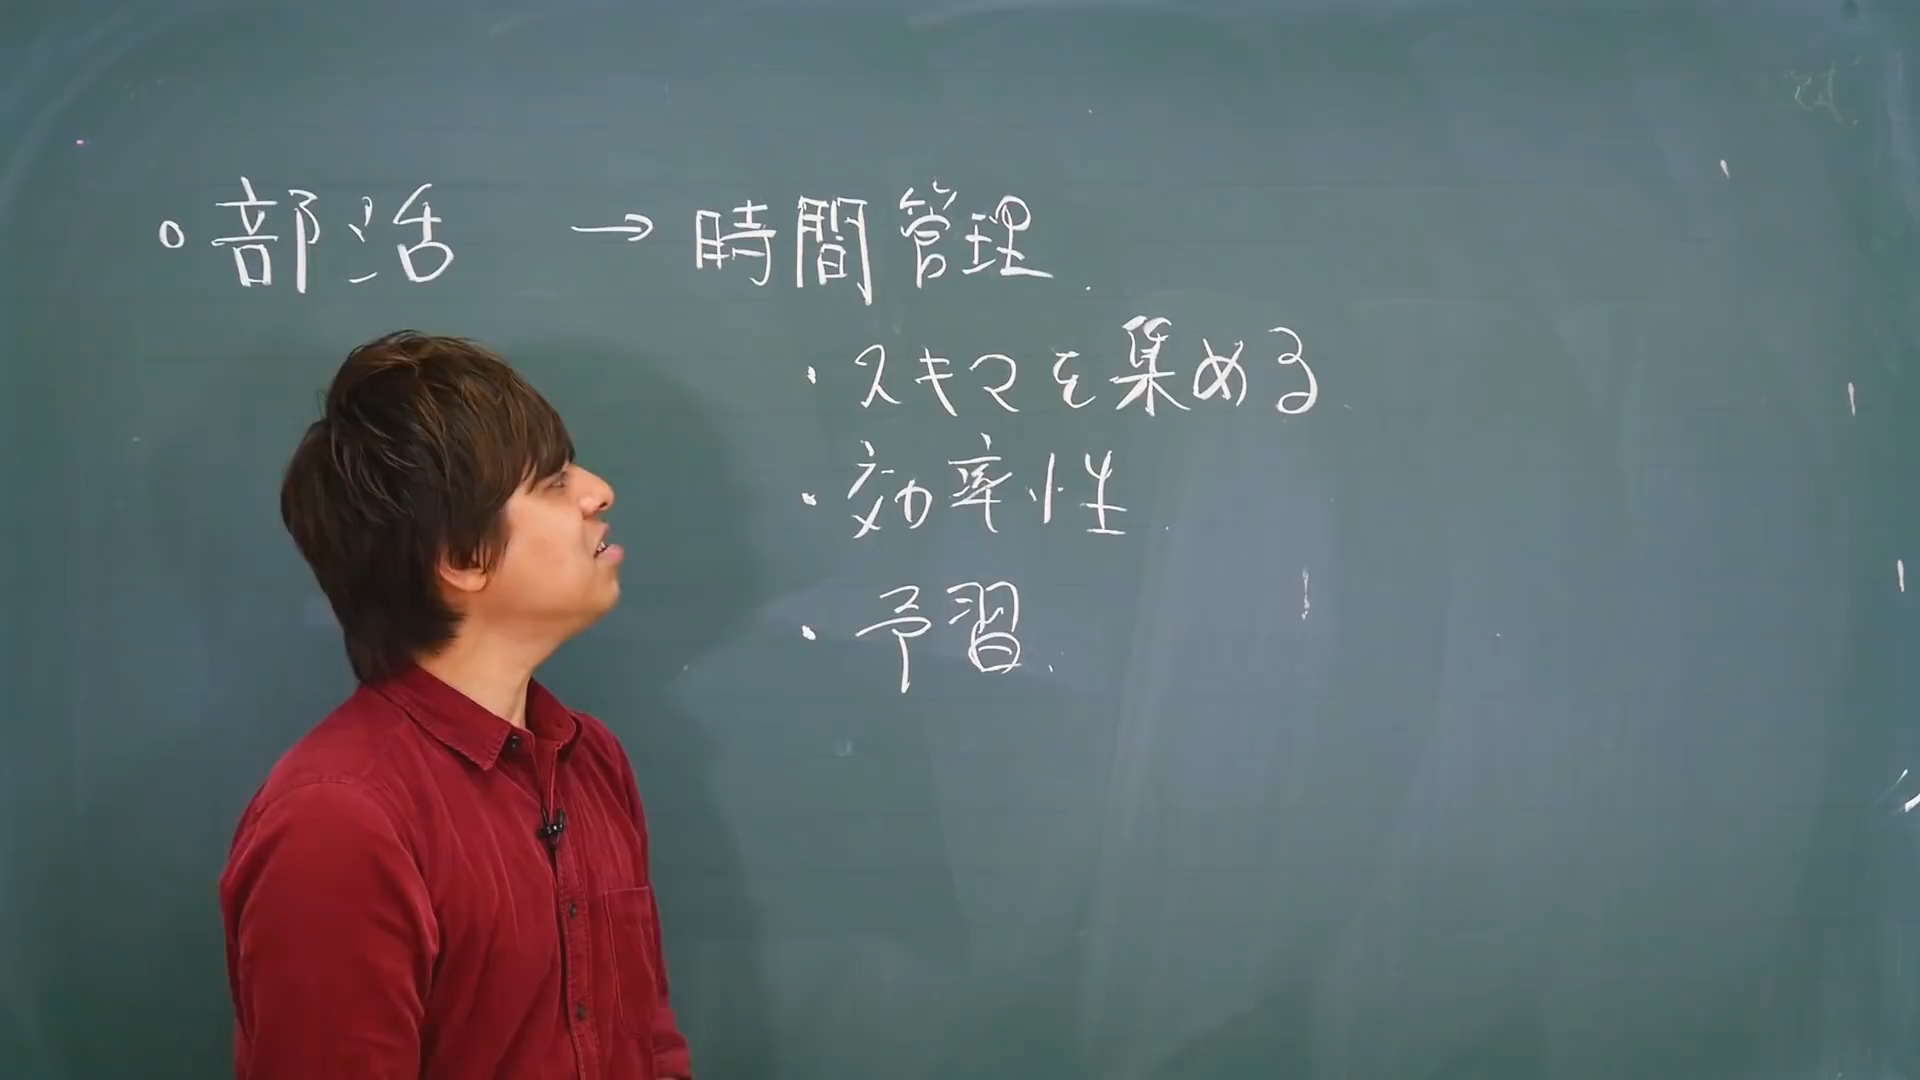 ○部活 → 時間管理.
・スキマを集める
・効率性
・予習.